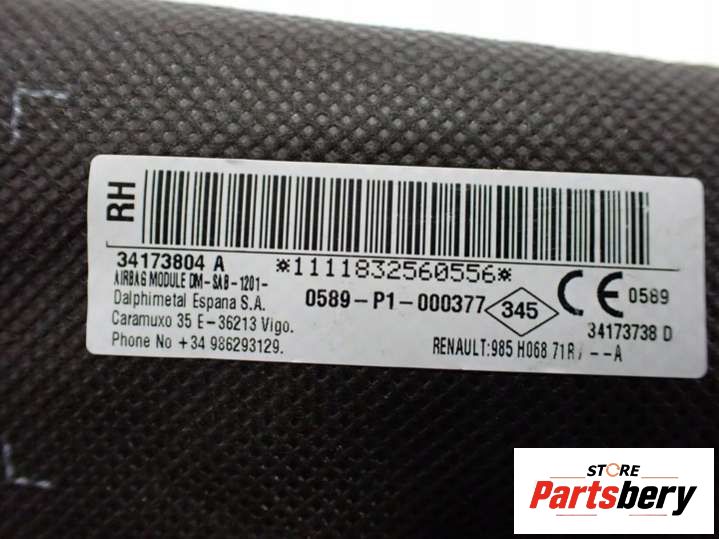 RH
34173804 A
*1111832560556*
AIRBAG MODULE DM-SAB-1201-
Dalphimetal Espana S.A.
0589-P1-000377
345
CE 0589
Caramuxo 35 E-36213 Vigo.
34173738 D
Phone No +34 986293129.
RENAULT:985 H068 71R/--A
STORE
Partsbery